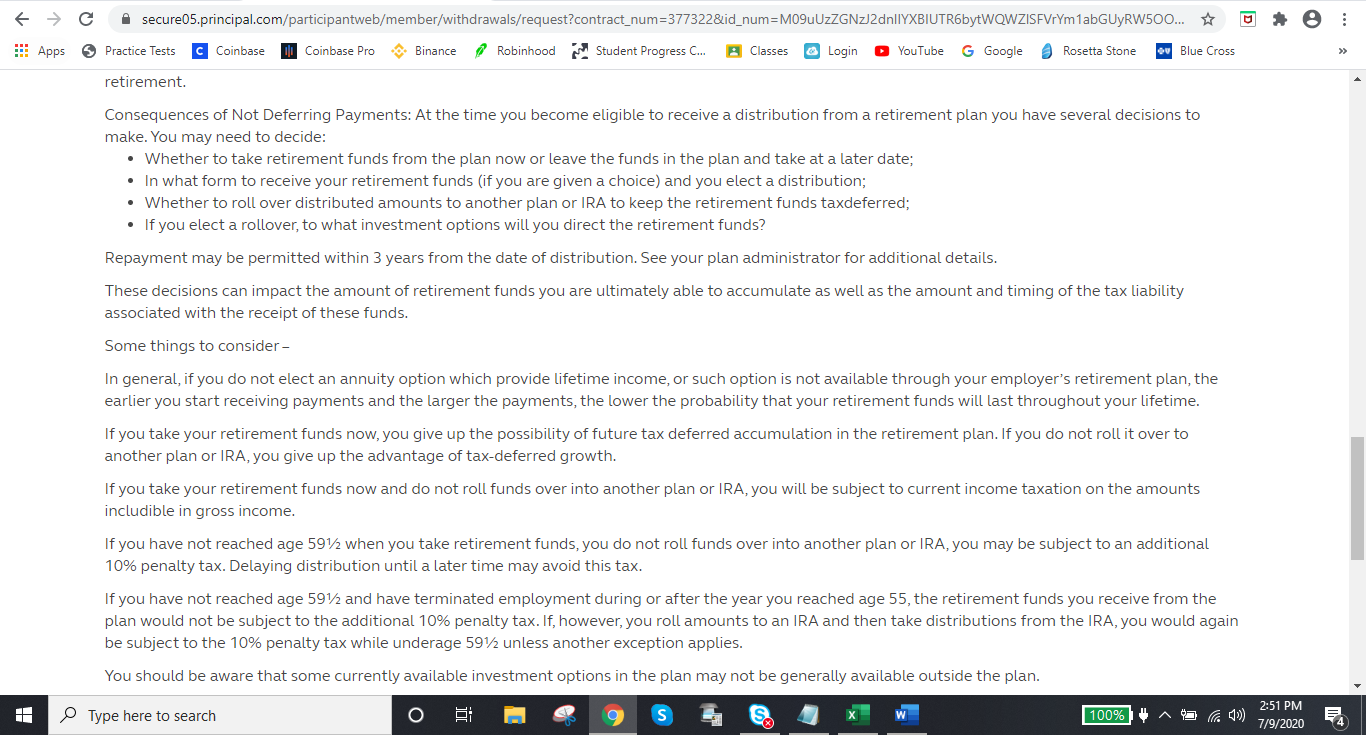 secure05.principal.com/participantweb/member/withdrawals/request?contract_num=377322&id_num=M09uUzZGNzJ2dnlIYXBIUTR6bytWQWZISFVrYm1abGUyRW5OO...
Apps Practice Tests Coinbase Coinbase Pro Binance Robinhood Student Progress C... Classes Login YouTube Google Rosetta Stone Blue Cross »
retirement.
Consequences of Not Deferring Payments: At the time you become eligible to receive a distribution from a retirement plan you have several decisions to
make. You may need to decide:
• Whether to take retirement funds from the plan now or leave the funds in the plan and take at a later date;
• In what form to receive your retirement funds (if you are given a choice) and you elect a distribution;
• Whether to roll over distributed amounts to another plan or IRA to keep the retirement funds taxdeferred;
• If you elect a rollover, to what investment options will you direct the retirement funds?
Repayment may be permitted within 3 years from the date of distribution. See your plan administrator for additional details.
These decisions can impact the amount of retirement funds you are ultimately able to accumulate as well as the amount and timing of the tax liability
associated with the receipt of these funds.
Some things to consider –
In general, if you do not elect an annuity option which provide lifetime income, or such option is not available through your employer's retirement plan, the
earlier you start receiving payments and the larger the payments, the lower the probability that your retirement funds will last throughout your lifetime.
If you take your retirement funds now, you give up the possibility of future tax deferred accumulation in the retirement plan. If you do not roll it over to
another plan or IRA, you give up the advantage of tax-deferred growth.
If you take your retirement funds now and do not roll funds over into another plan or IRA, you will be subject to current income taxation on the amounts
includible in gross income.
If you have not reached age 59½ when you take retirement funds, you do not roll funds over into another plan or IRA, you may be subject to an additional
10% penalty tax. Delaying distribution until a later time may avoid this tax.
If you have not reached age 59½ and have terminated employment during or after the year you reached age 55, the retirement funds you receive from the
plan would not be subject to the additional 10% penalty tax. If, however, you roll amounts to an IRA and then take distributions from the IRA, you would again
be subject to the 10% penalty tax while underage 59½ unless another exception applies.
You should be aware that some currently available investment options in the plan may not be generally available outside the plan.
Type here to search
100%
2:51 PM
7/9/2020
4